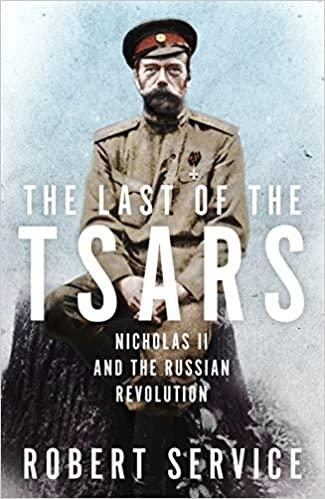 THE LAST OF THE
TSARS
NICHOLAS II
AND THE RUSSIAN
REVOLUTION
ROBERT SERVICE